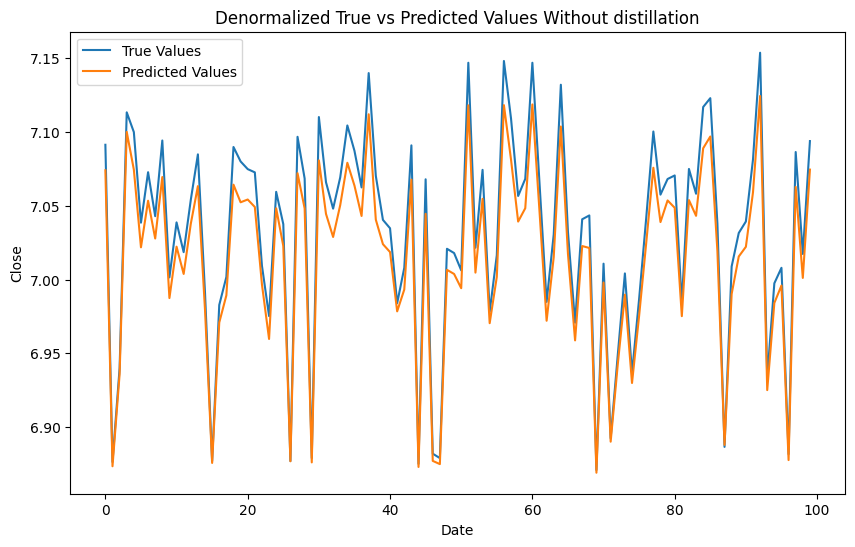 Denormalized True vs Predicted Values Without distillation
True Values
Predicted Values
7.15
7.10
7.05
7.00
6.95
6.90
Close
0
20
40
60
80
100
Date